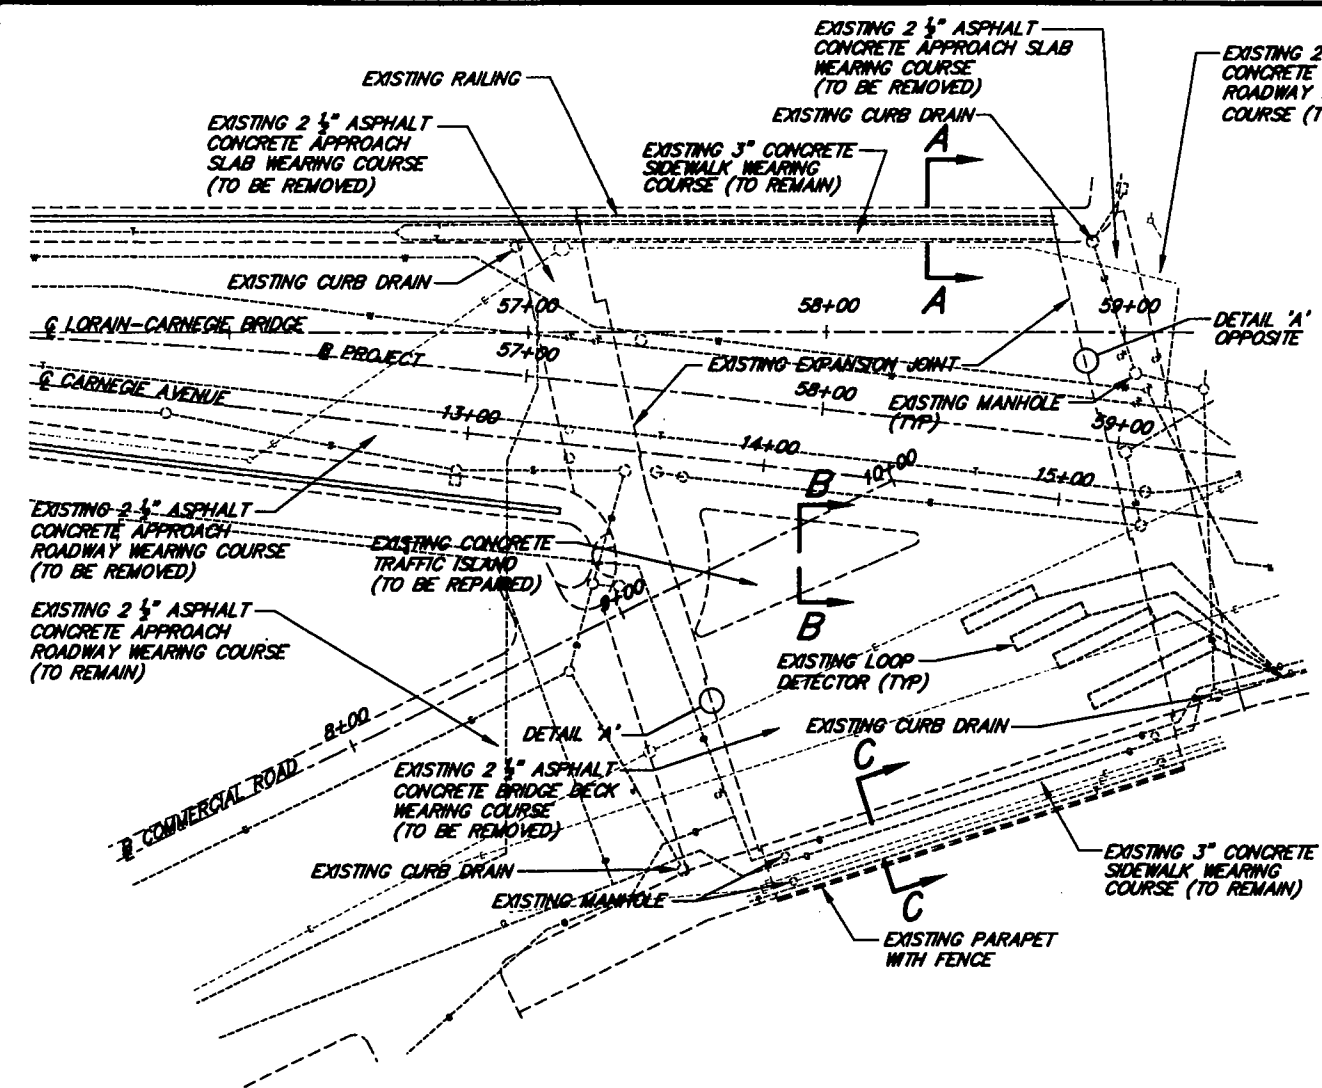 EXISTING 2 ½" ASPHALT
CONCRETE APPROACH SLAB
WEARING COURSE
(TO BE REMOVED)
EXISTING 2
CONCRETE
ROADWAY
COURSE (T
EXISTING RAILING
EXISTING CURB DRAIN
EXISTING 2 ½" ASPHALT
CONCRETE APPROACH
SLAB WEARING COURSE
(TO BE REMOVED)
EXISTING 3" CONCRETE
SIDEWALK WEARING
COURSE (TO REMAIN)
A
A
EXISTING CURB DRAIN
57+00
58+00
59+00
℄ LORAIN-CARNEGIE BRIDGE
DETAIL 'A'
OPPOSITE
B PROJECT
57+00
EXISTING EXPANSION JOINT
58+00
EXISTING MANHOLE
(TYP)
59+00
℄ CARNEGIE AVENUE
13+00
14+00
10+00
15+00
B
B
EXISTING 2 ½" ASPHALT
CONCRETE APPROACH
ROADWAY WEARING COURSE
(TO BE REMOVED)
EXISTING CONCRETE
TRAFFIC ISLAND
(TO BE REPAIRED)
9+00
EXISTING 2 ½" ASPHALT
CONCRETE APPROACH
ROADWAY WEARING COURSE
(TO REMAIN)
EXISTING LOOP
DETECTOR (TYP)
8+00
DETAIL 'A'
EXISTING CURB DRAIN
B COMMERCIAL ROAD
EXISTING 2 ½" ASPHALT
CONCRETE BRIDGE DECK
WEARING COURSE
(TO BE REMOVED)
C
C
EXISTING CURB DRAIN
EXISTING MANHOLE
EXISTING 3" CONCRETE
SIDEWALK WEARING
COURSE (TO REMAIN)
EXISTING PARAPET
WITH FENCE